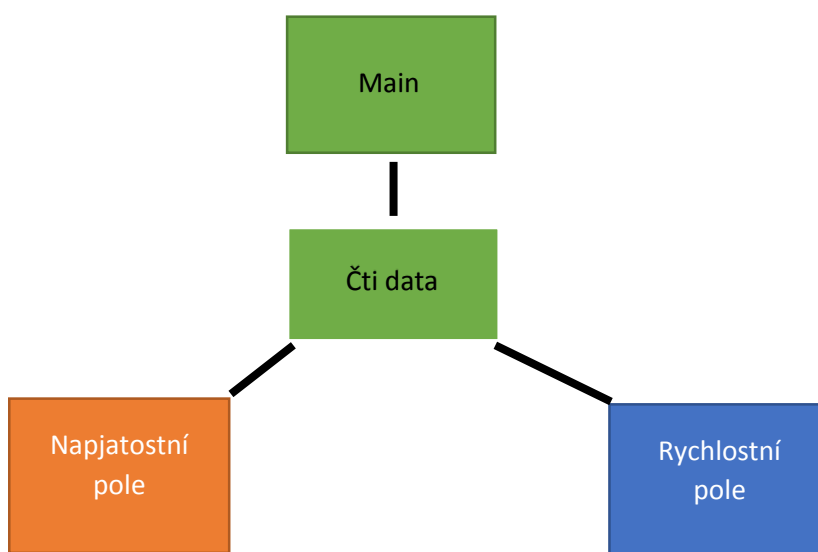 Main
Čti data
Napjatostní
pole
Rychlostní
pole